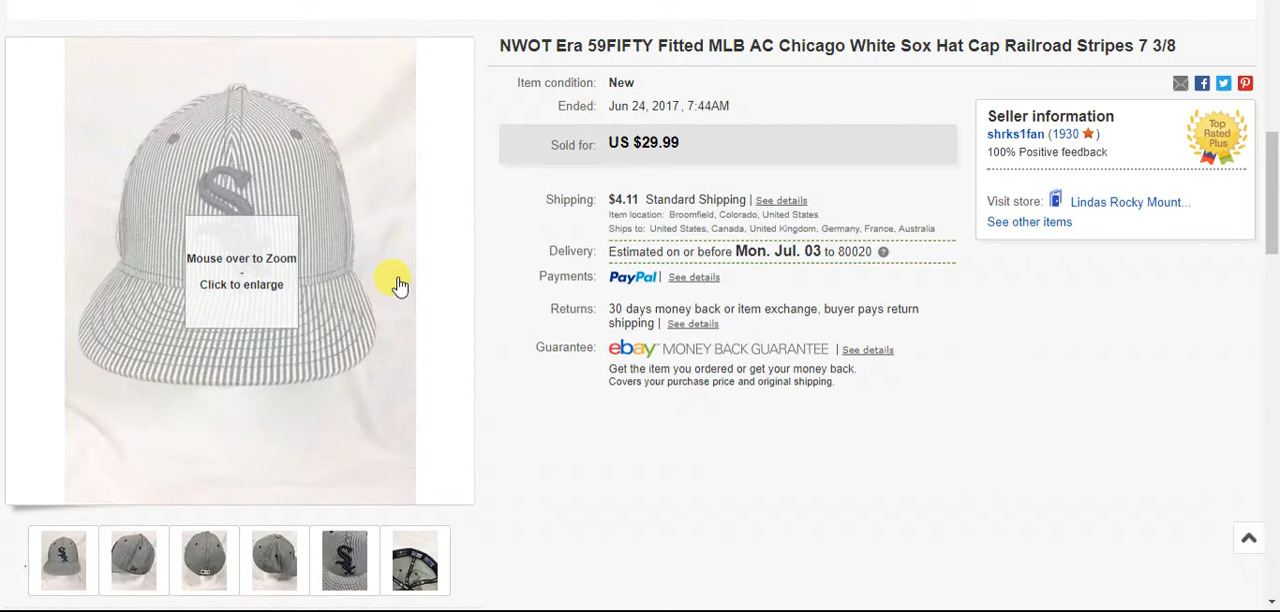 NWOT Era 59FIFTY Fitted MLB AC Chicago White Sox Hat Cap Railroad Stripes 7 3/8
Item condition: New
Ended: Jun 24, 2017 , 7:44AM
Sold for: US $29.99
Shipping: $4.11 Standard Shipping | See details
Item location: Broomfield, Colorado, United States
Ships to: United States, Canada, United Kingdom, Germany, France, Australia
Delivery: Estimated on or before Mon. Jul. 03 to 80020 ?
Payments: PayPal | See details
Returns: 30 days money back or item exchange, buyer pays return
shipping | See details
Guarantee: ebay MONEY BACK GUARANTEE | See details
Get the item you ordered or get your money back.
Covers your purchase price and original shipping.
Seller information
shrks1fan (1930 ★ )
100% Positive feedback
Top
Rated
Plus
Visit store: Lindas Rocky Mount...
See other items
Mouse over to Zoom
-
Click to enlarge